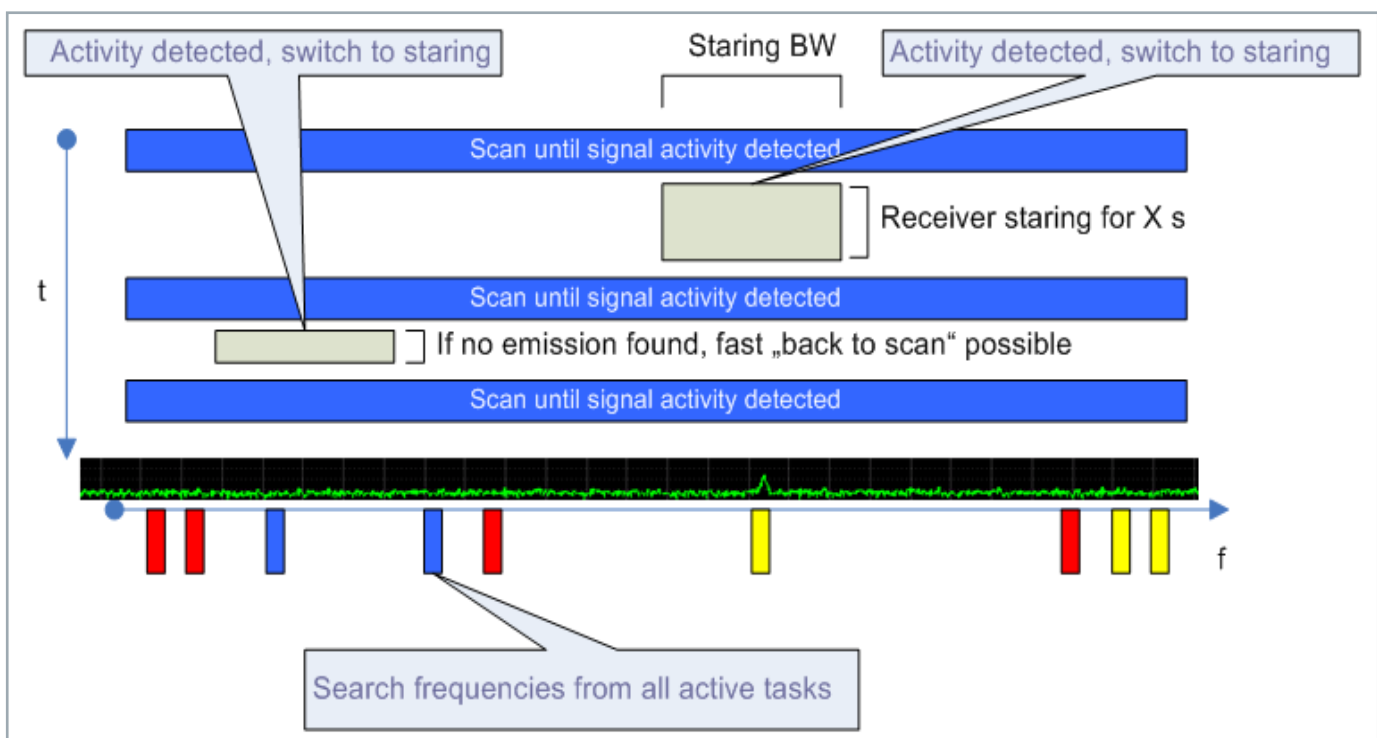 Activity detected, switch to staring
Staring BW
Activity detected, switch to staring
Scan until signal activity detected
Receiver staring for X s
t
Scan until signal activity detected
If no emission found, fast „back to scan“ possible
Scan until signal activity detected
f
Search frequencies from all active tasks